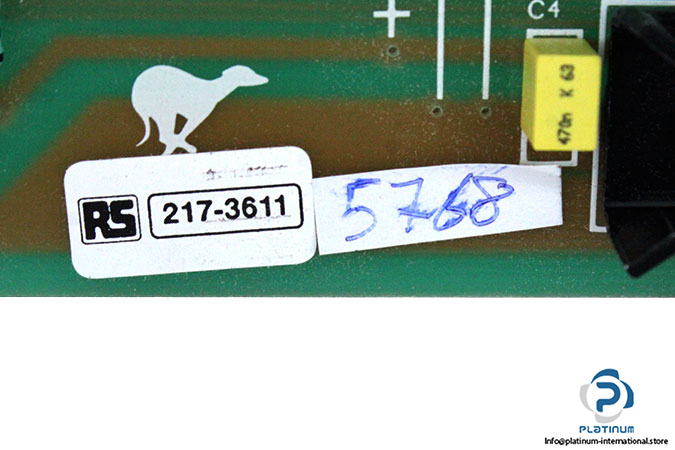 +
C4
470n K 63
RS 217-3611
5768
PLATINUM
Info@platinum-international.store